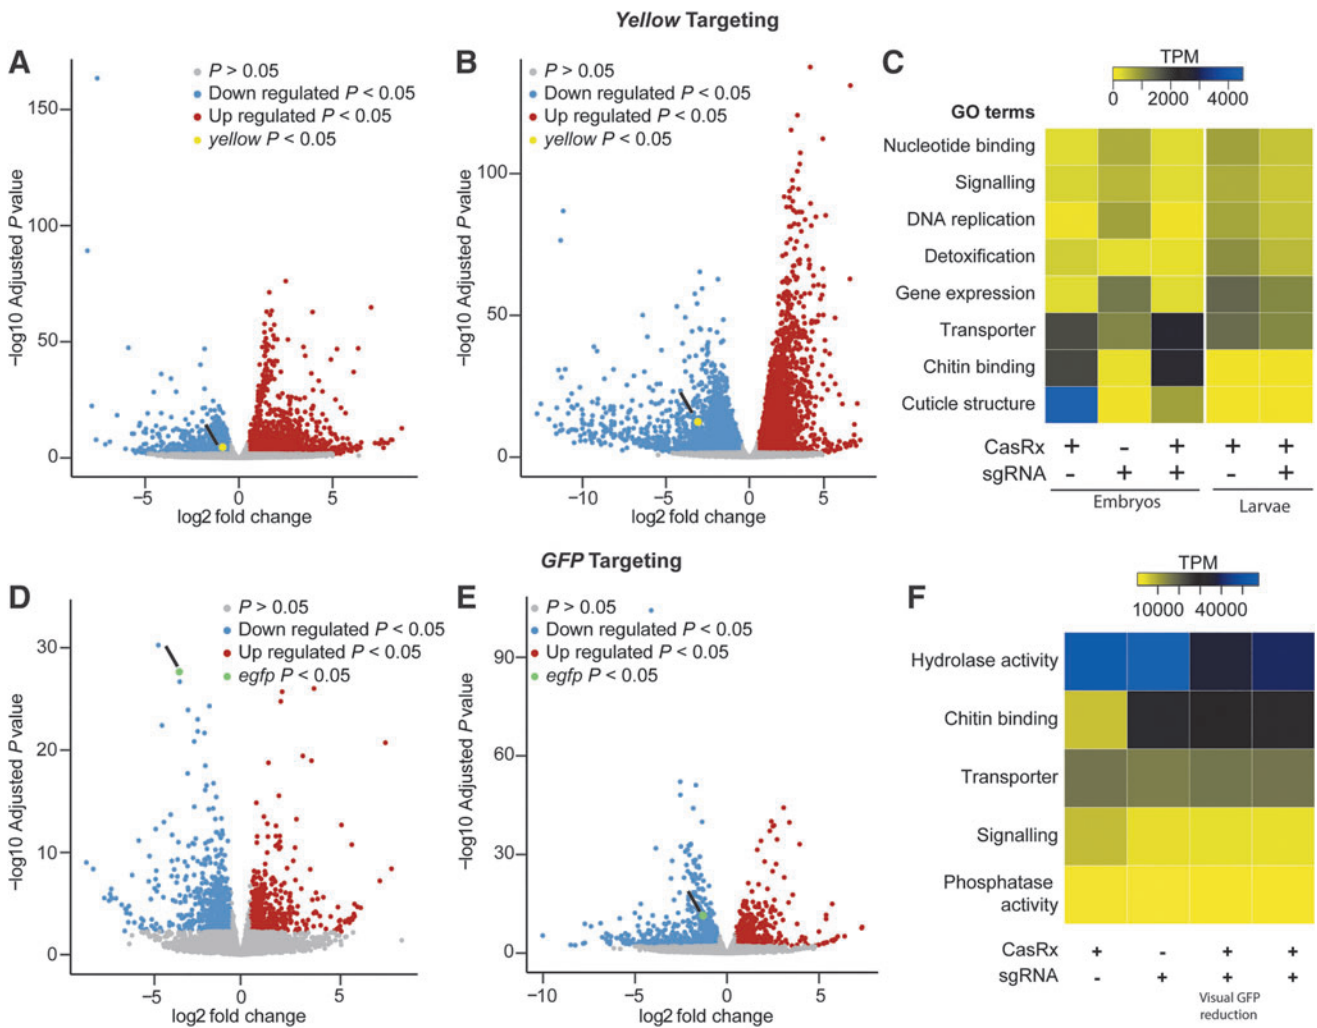 Yellow Targeting
A
−log10 Adjusted P value
150
100
50
0
−5
0
5
log2 fold change
P > 0.05
Down regulated P < 0.05
Up regulated P < 0.05
yellow P < 0.05
B
−log10 Adjusted P value
100
50
0
−10
−5
0
5
log2 fold change
P > 0.05
Down regulated P < 0.05
Up regulated P < 0.05
yellow P < 0.05
C
TPM
0 2000 4000
GO terms
Nucleotide binding
Signalling
DNA replication
Detoxification
Gene expression
Transporter
Chitin binding
Cuticle structure
CasRx + - + + +
sgRNA - + + - +
Embryos Larvae
GFP Targeting
D
−log10 Adjusted P value
30
20
10
0
−5
0
5
log2 fold change
P > 0.05
Down regulated P < 0.05
Up regulated P < 0.05
egfp P < 0.05
E
−log10 Adjusted P value
90
60
30
0
−10
−5
0
5
log2 fold change
P > 0.05
Down regulated P < 0.05
Up regulated P < 0.05
egfp P < 0.05
F
TPM
10000 40000
Hydrolase activity
Chitin binding
Transporter
Signalling
Phosphatase
activity
CasRx + - + +
sgRNA - + + +
Visual GFP
reduction